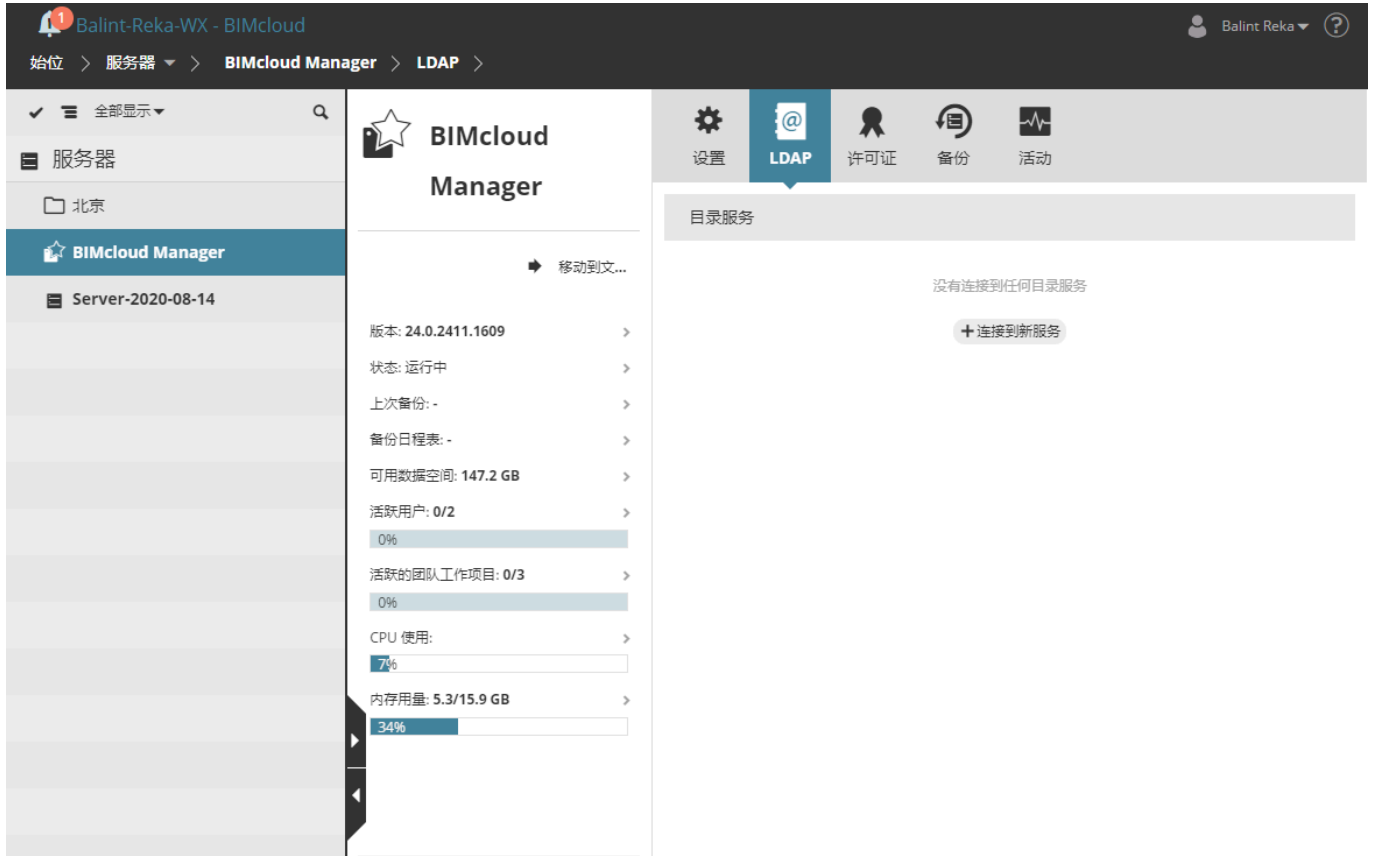 1
Balint-Reka-WX - BIMcloud
Balint Reka
?
始位 > 服务器 > BIMcloud Manager > LDAP >
全部显示
服务器
北京
BIMcloud Manager
Server-2020-08-14
BIMcloud
Manager
移动到文...
版本: 24.0.2411.1609
状态: 运行中
上次备份: -
备份日程表: -
可用数据空间: 147.2 GB
活跃用户: 0/2
0%
活跃的团队工作项目: 0/3
0%
CPU 使用:
7%
内存用量: 5.3/15.9 GB
34%
设置
@
LDAP
许可证
备份
活动
目录服务
没有连接到任何目录服务
+连接到新服务